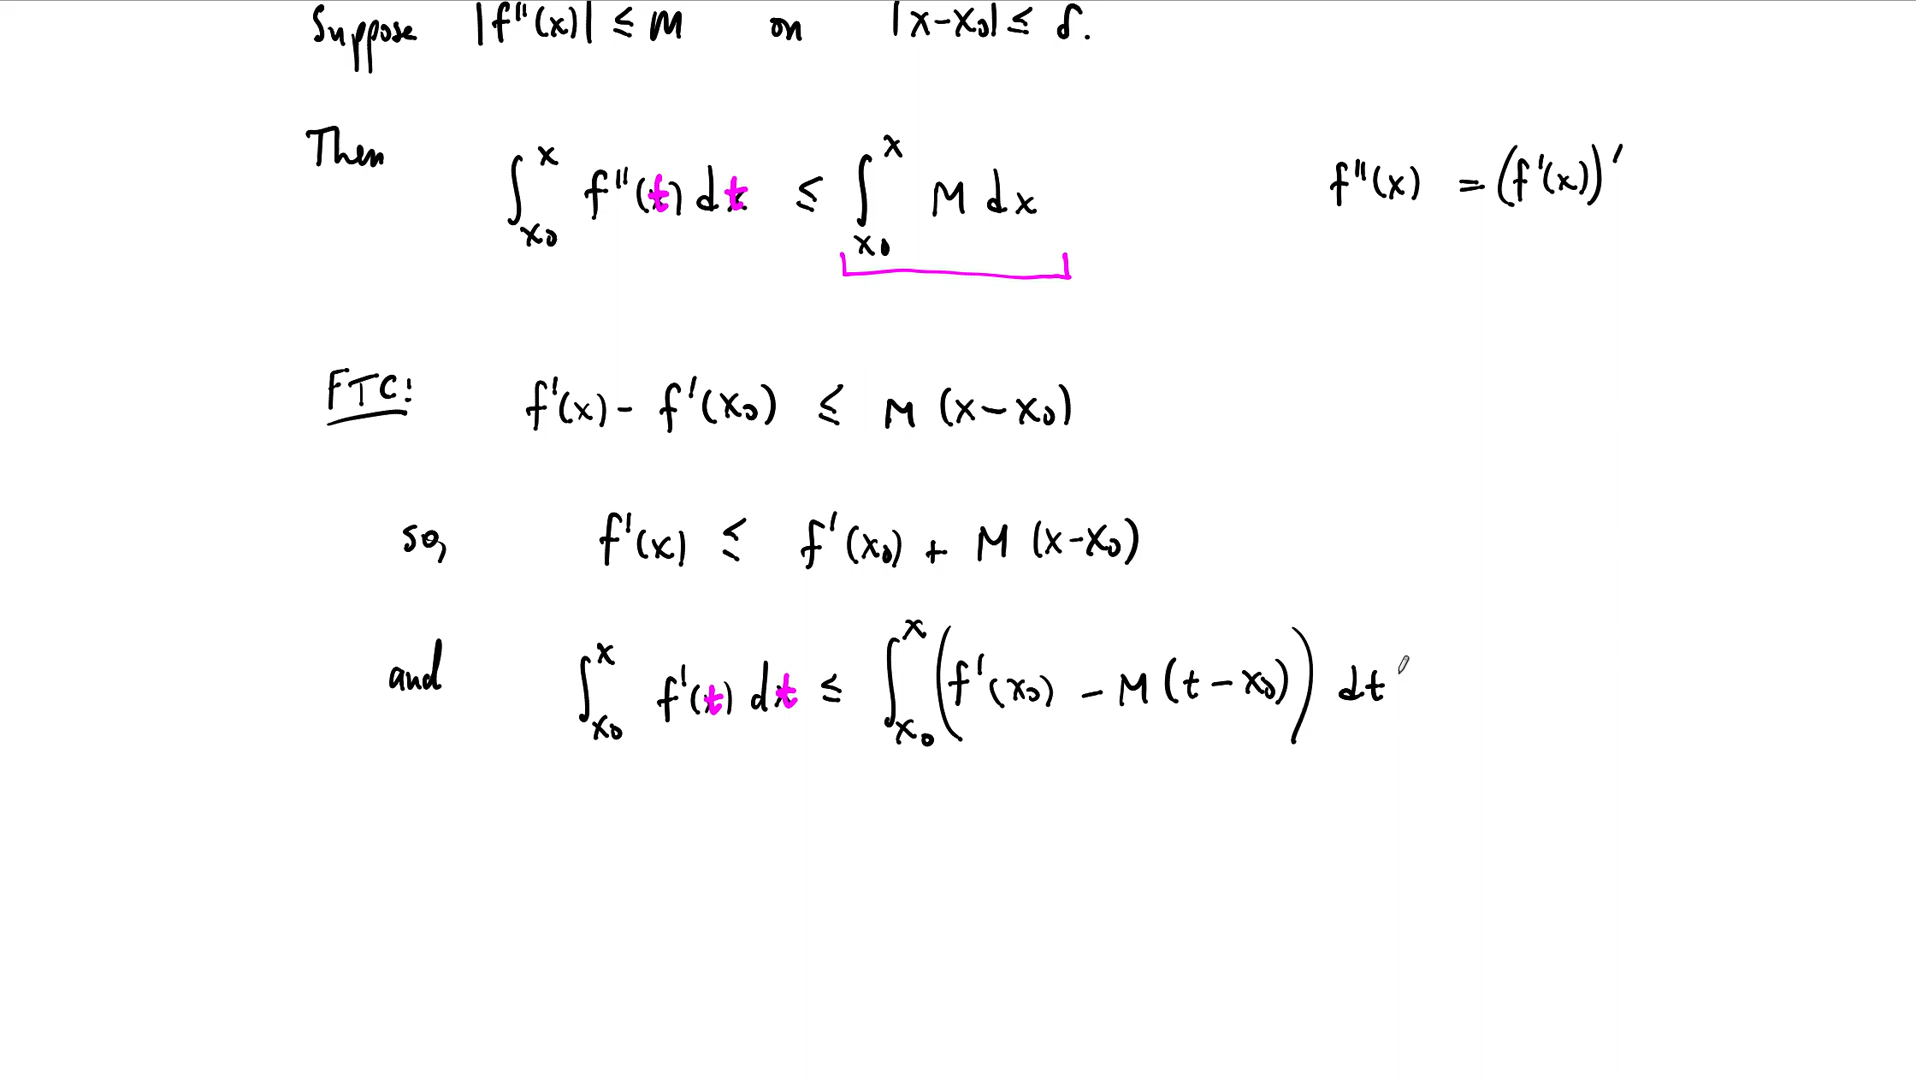 Suppose |f''(x)| ≤ M on |x-x₀| ≤ δ.
Then ∫_{x₀}^{x} f''(t) dt ≤ ∫_{x₀}^{x} M dx f''(x) = (f'(x))'
FTC: f'(x) - f'(x₀) ≤ M (x-x₀)
so, f'(x) ≤ f'(x₀) + M (x-x₀)
and ∫_{x₀}^{x} f'(t) dt ≤ ∫_{x₀}^{x} (f'(x₀) - M (t-x₀)) dt